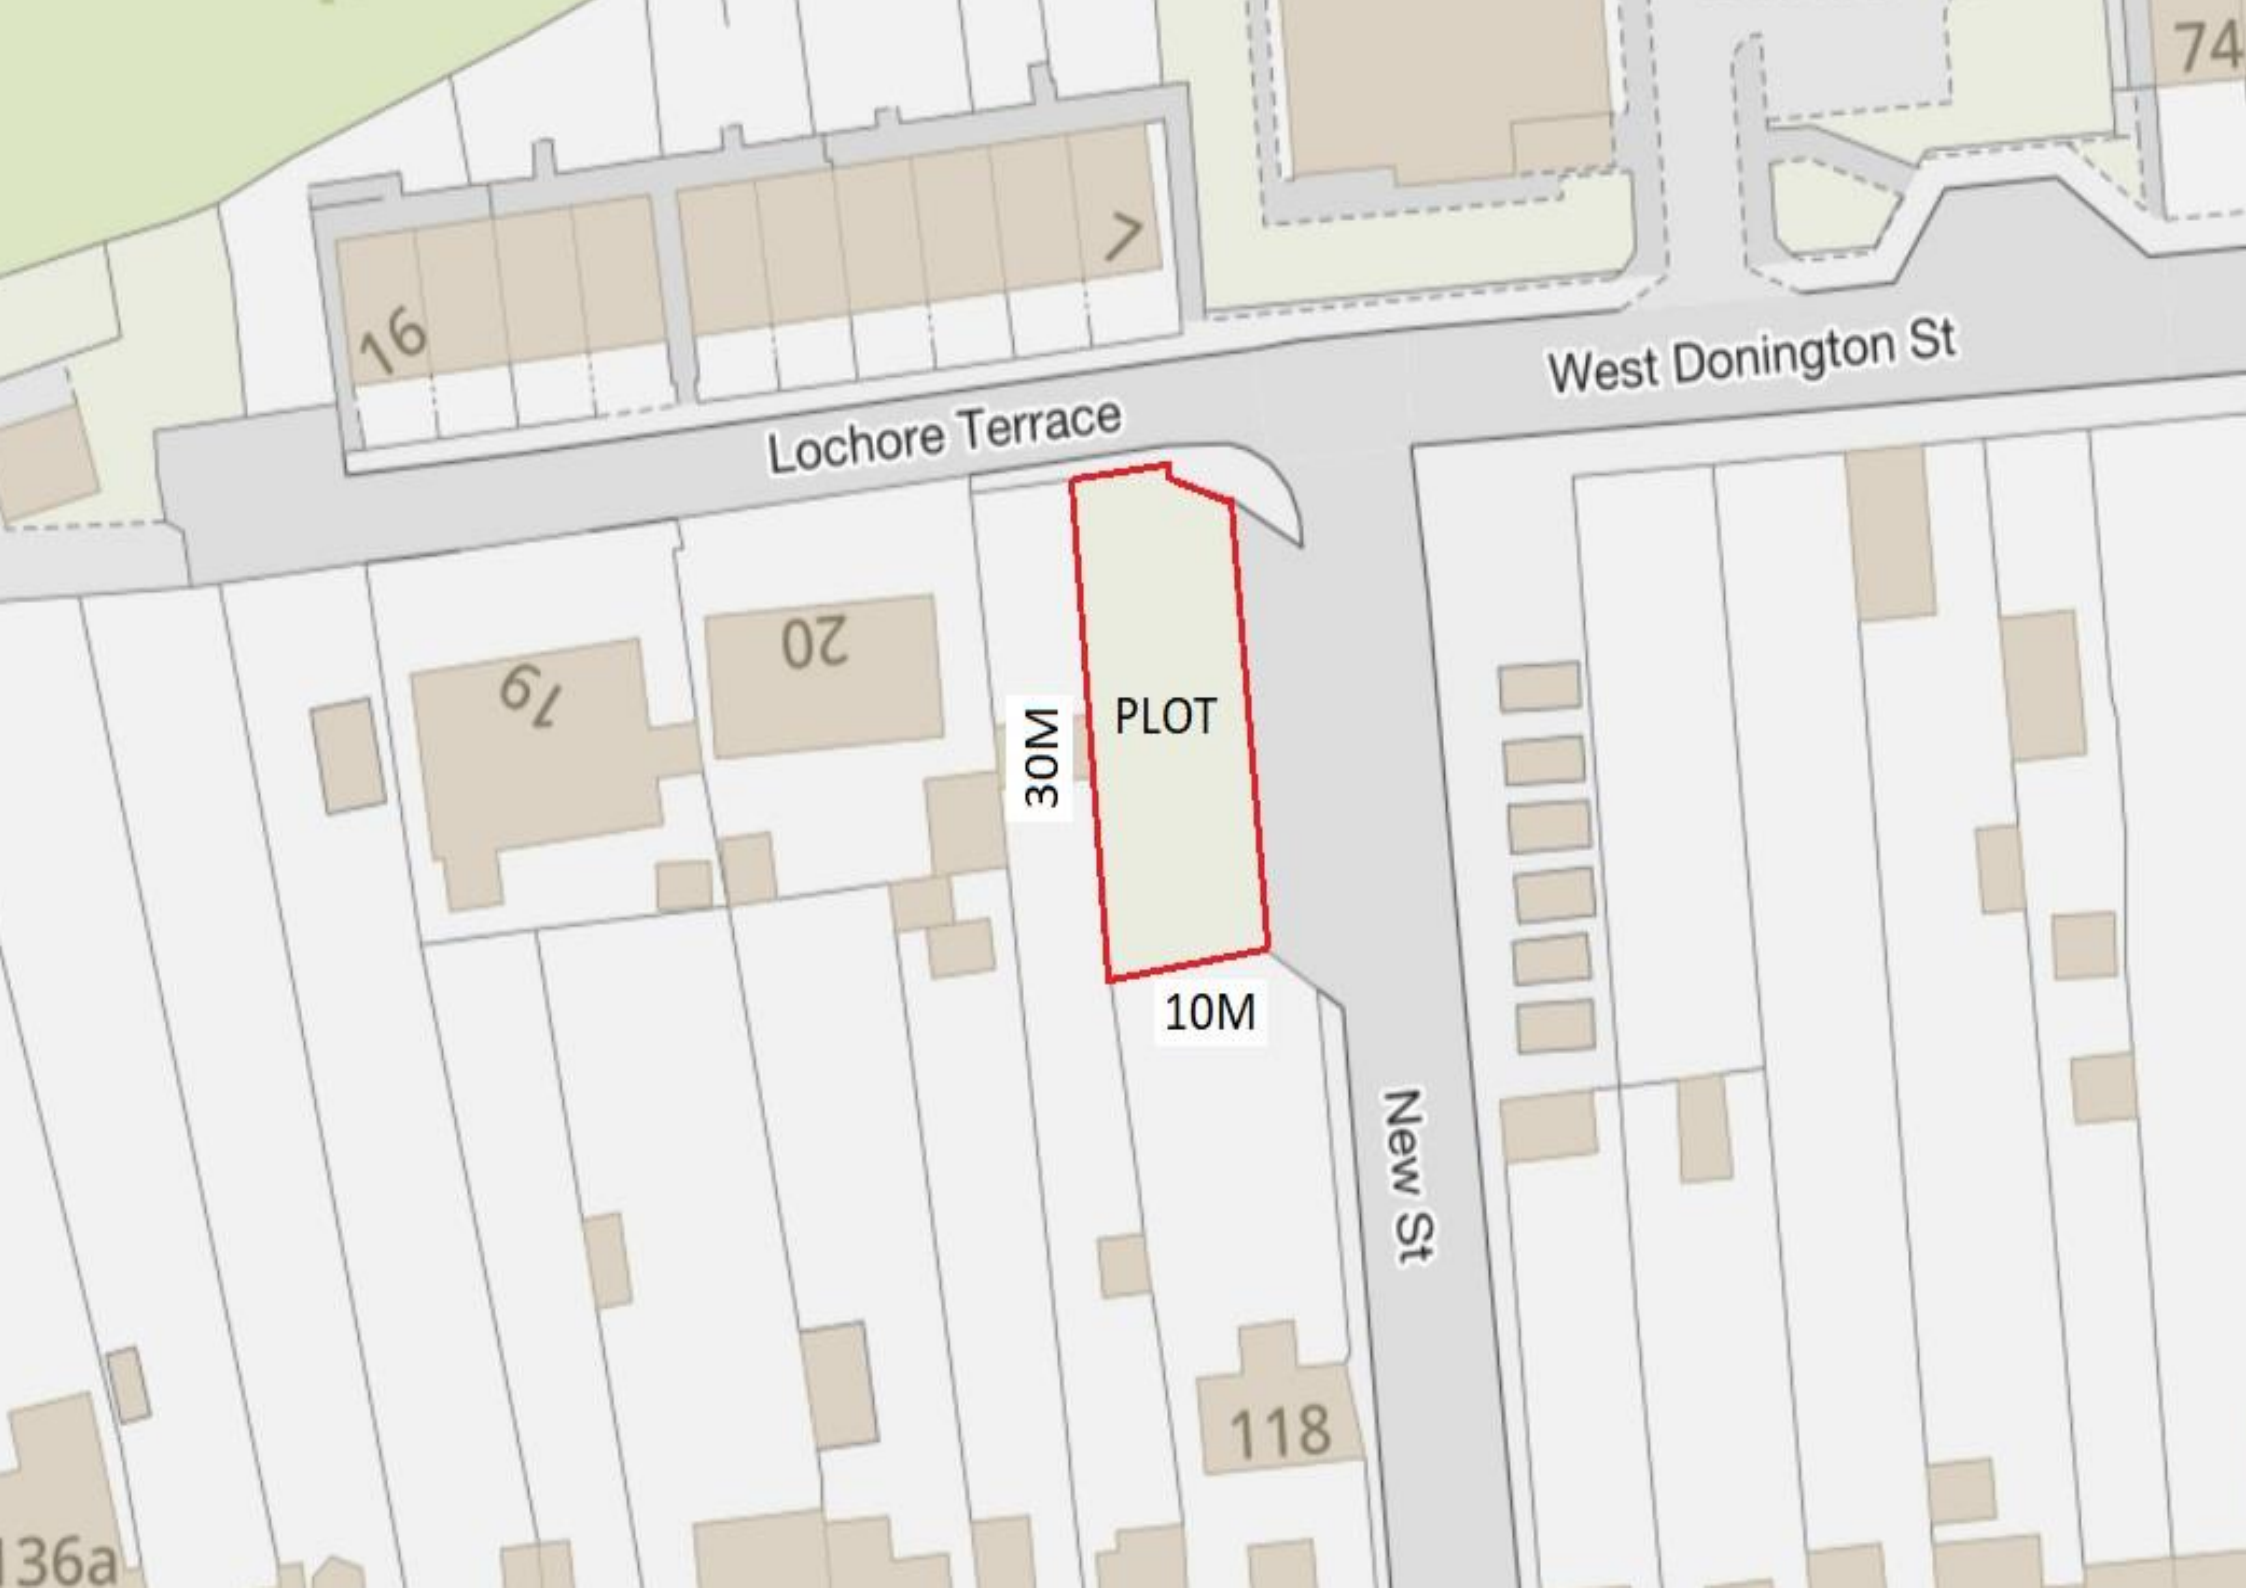 74
7
16
West Donington St
Lochore Terrace
20
19
PLOT
30M
10M
New St
118
136a